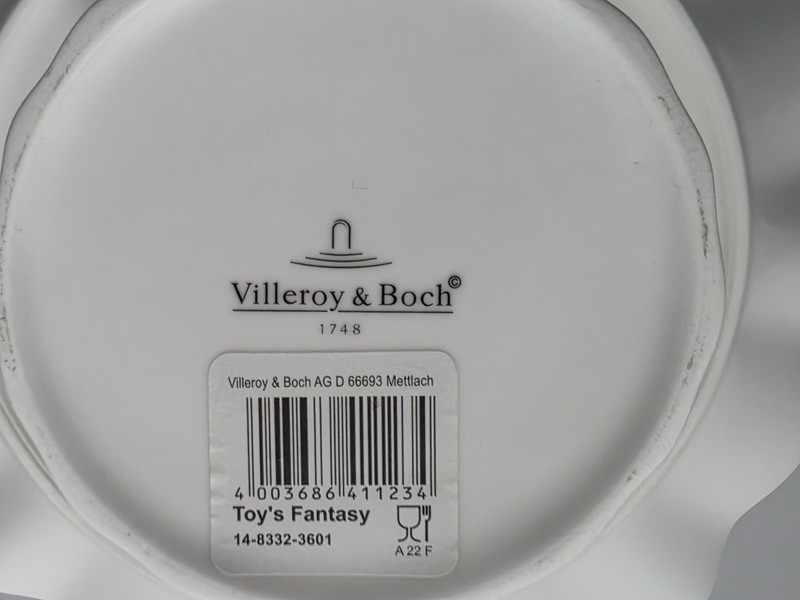 Villeroy & Boch©
1748
Villeroy & Boch AG D 66693 Mettlach
4 003686 411234
Toy's Fantasy
14-8332-3601
A 22 F